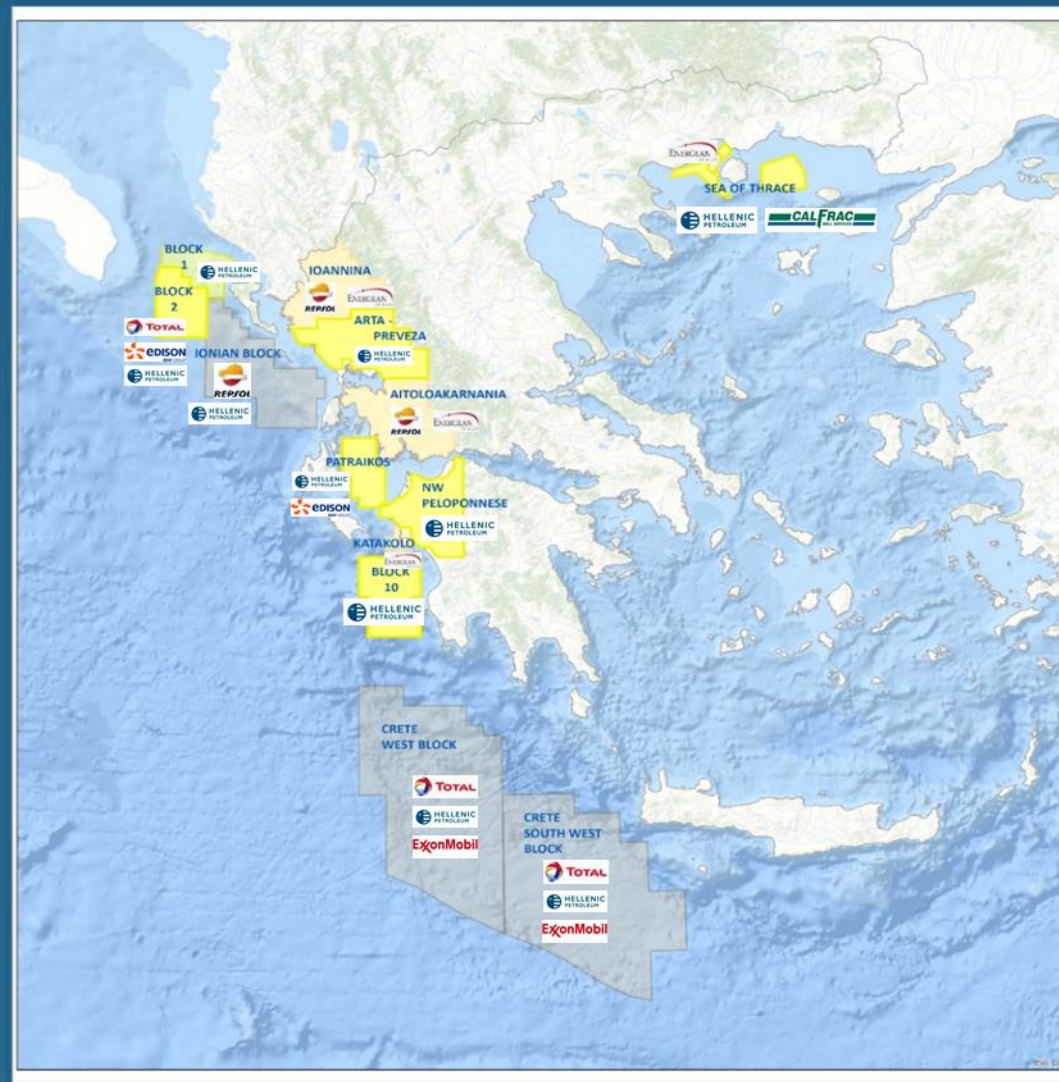 ENERGEAN
SEA OF THRACE
HELLENIC
PETROLEUM
CALFRAC
WELL SERVICES
BLOCK
1
HELLENIC
PETROLEUM
BLOCK
2
TOTAL
EDISON
HELLENIC
PETROLEUM
IONIAN BLOCK
REPSOL
HELLENIC
PETROLEUM
IOANNINA
REPSOL
ENERGEAN
ARTA -
PREVEZA
HELLENIC
PETROLEUM
AITOLOAKARNANIA
REPSOL
ENERGEAN
PATRAIKOS
HELLENIC
PETROLEUM
EDISON
NW
PELOPONNESE
HELLENIC
PETROLEUM
KATAKOLO
ENERGEAN
BLOCK
10
HELLENIC
PETROLEUM
CRETE
WEST BLOCK
TOTAL
HELLENIC
PETROLEUM
ExxonMobil
CRETE
SOUTH WEST
BLOCK
TOTAL
HELLENIC
PETROLEUM
ExxonMobil